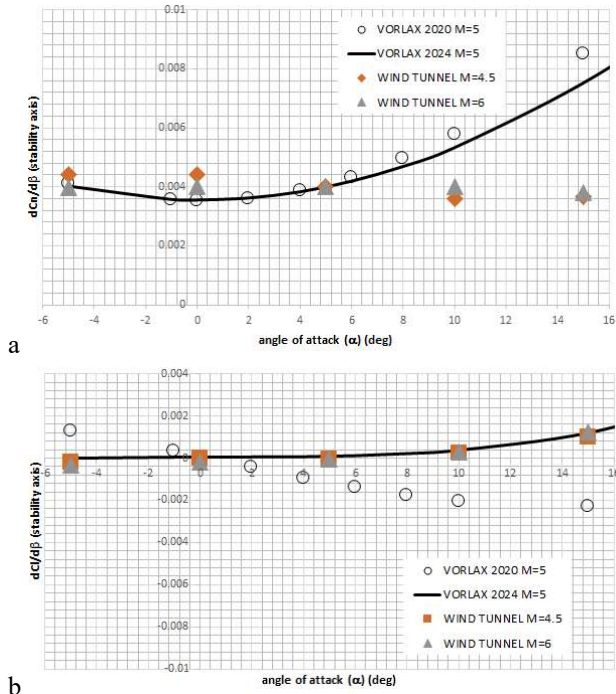 0.01
VORLAX 2020 M=5
VORLAX 2024 M=5
WIND TUNNEL M=4.5
WIND TUNNEL M=6
0.008
0.006
0.004
0.002
0
-6 -4 -2 0 2 4 6 8 10 12 14 16
angle of attack (α) (deg)
dCn/dβ (stability axis)
a
0.004
0.002
0
-6 -4 -2 0 2 4 6 8 10 12 14 16
-0.002
-0.004
-0.006
-0.008
-0.01
VORLAX 2020 M=5
VORLAX 2024 M=5
WIND TUNNEL M=4.5
WIND TUNNEL M=6
angle of attack (α) (deg)
dCl/dβ (stability axis)
b